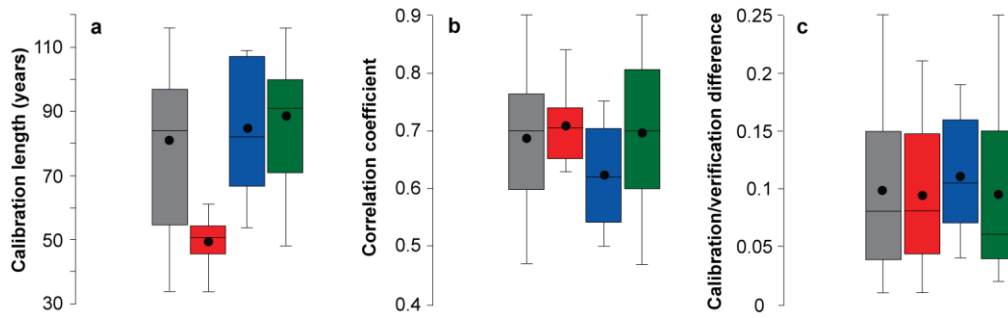 a
Calibration length (years)
110
90
70
50
30
b
Correlation coefficient
0.9
0.8
0.7
0.6
0.5
0.4
c
Calibration/verification difference
0.25
0.20
0.15
0.1
0.05
0